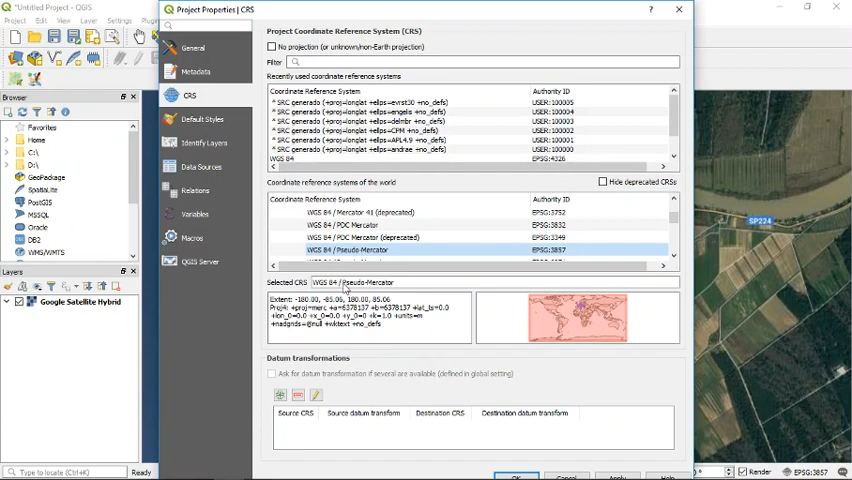 *Untitled Project - QGIS
Project Edit View Layer Settings Plugins
Project Properties | CRS
General
Metadata
CRS
Default Styles
Identify Layers
Data Sources
Relations
Variables
Macros
QGIS Server
Project Coordinate Reference System (CRS)
No projection (or unknown/non-Earth projection)
Filter
Recently used coordinate reference systems
Coordinate Reference System Authority ID
* SRC generado (+proj=longlat +ellps=evrst30 +no_defs) USER:100005
* SRC generado (+proj=longlat +ellps=engelis +no_defs) USER:100004
* SRC generado (+proj=longlat +ellps=delmbr +no_defs) USER:100003
* SRC generado (+proj=longlat +ellps=CPM +no_defs) USER:100002
* SRC generado (+proj=longlat +ellps=APL4.9 +no_defs) USER:100001
* SRC generado (+proj=longlat +ellps=andrae +no_defs) USER:100000
WGS 84 EPSG:4326
Coordinate reference systems of the world
Hide deprecated CRSs
Coordinate Reference System Authority ID
WGS 84 / Mercator 41 (deprecated) EPSG:3752
WGS 84 / PDC Mercator EPSG:3832
WGS 84 / PDC Mercator (deprecated) EPSG:3349
WGS 84 / Pseudo-Mercator EPSG:3857
Selected CRS WGS 84 / Pseudo-Mercator
Extent: -180.00, -85.06, 180.00, 85.06
Proj4: +proj=merc +a=6378137 +b=6378137 +lat_ts=0.0
+lon_0=0.0 +x_0=0.0 +y_0=0 +k=1.0 +units=m
+nadgrids=@null +wktext +no_defs
Datum transformations
Ask for datum transformation if several are available (defined in global setting)
Source CRS Source datum transform Destination CRS Destination datum transform
OK Cancel Apply Help
Browser
Favorites
Home
C:\
D:\
GeoPackage
SpatiaLite
PostGIS
MSSQL
Oracle
DB2
WMS/WMTS
Layers
Google Satellite Hybrid
SP224
Type to locate (Ctrl+K)
Ready
Render
EPSG:3857